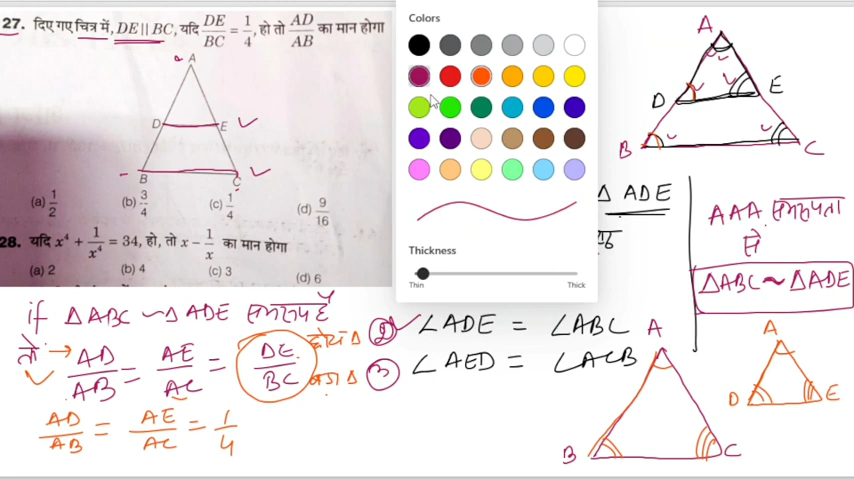 27. दिए गए चित्र में, DE || BC, यदि DE/BC = 1/4, हो तो AD/AB का मान होगा
A
D E
B C
(a) 1/2 (b) 3/4 (c) 1/4 (d) 9/16
28. यदि x⁴ + 1/x⁴ = 34, हो, तो x - 1/x का मान होगा
(a) 2 (b) 4 (c) 3 (d) 6
Colors
Thickness
Thin Thick
A
D E
B C
Δ ADE
AAA समरूपता
से
ΔABC ~ ΔADE
if ΔABC ~ ΔADE समरूप है
तो → AD/AB = AE/AC = DE/BC छोटा Δ
बड़ा Δ
AD/AB = AE/AC = 1/4
② ∠ADE = ∠ABC
③ ∠AED = ∠ACB
A
B C
A
D E